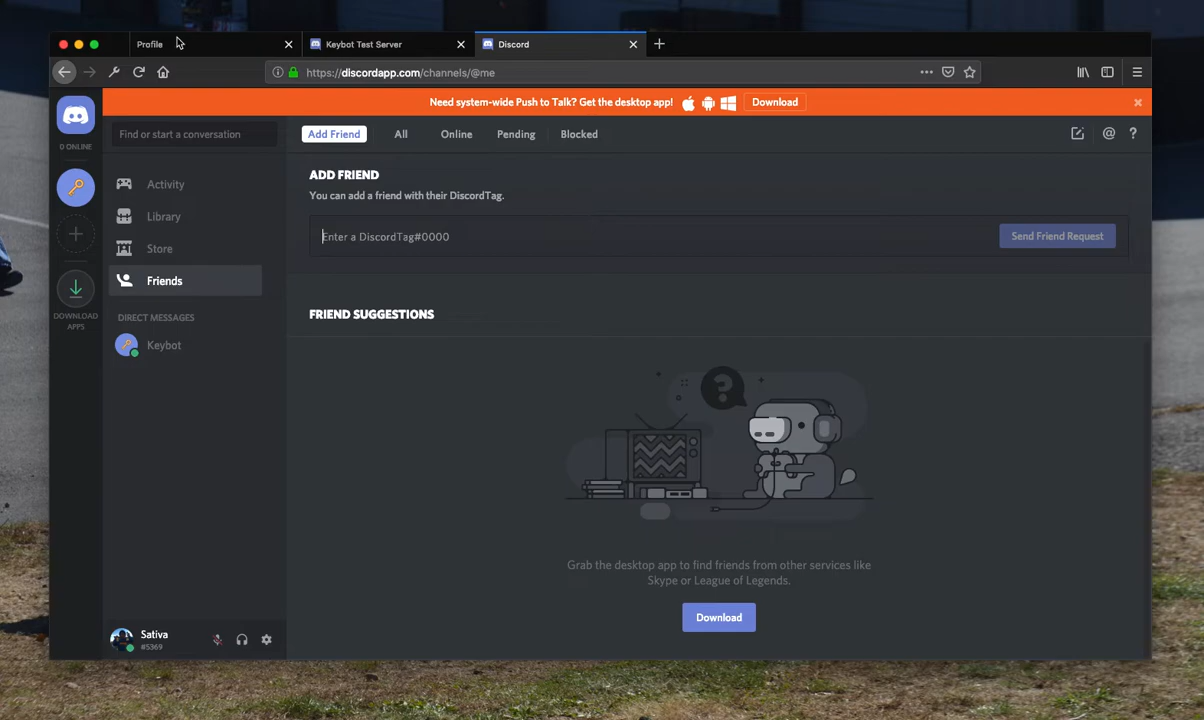 Profile
Keybot Test Server
Discord
https://discordapp.com/channels/@me
Need system-wide Push to Talk? Get the desktop app!
Download
0 ONLINE
Find or start a conversation
Add Friend
All
Online
Pending
Blocked
Activity
Library
Store
Friends
DOWNLOAD
APPS
DIRECT MESSAGES
Keybot
Sativa
#5369
ADD FRIEND
You can add a friend with their DiscordTag.
Enter a DiscordTag#0000
Send Friend Request
FRIEND SUGGESTIONS
Grab the desktop app to find friends from other services like
Skype or League of Legends.
Download